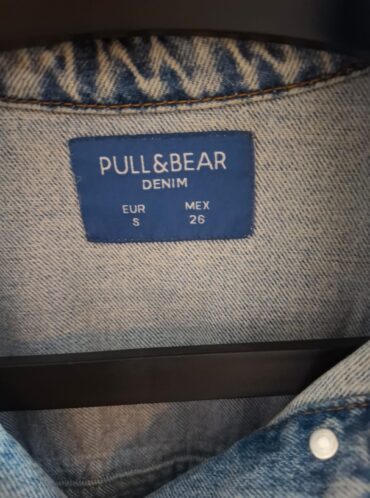 PULL&BEAR
DENIM
EUR MEX
S 26